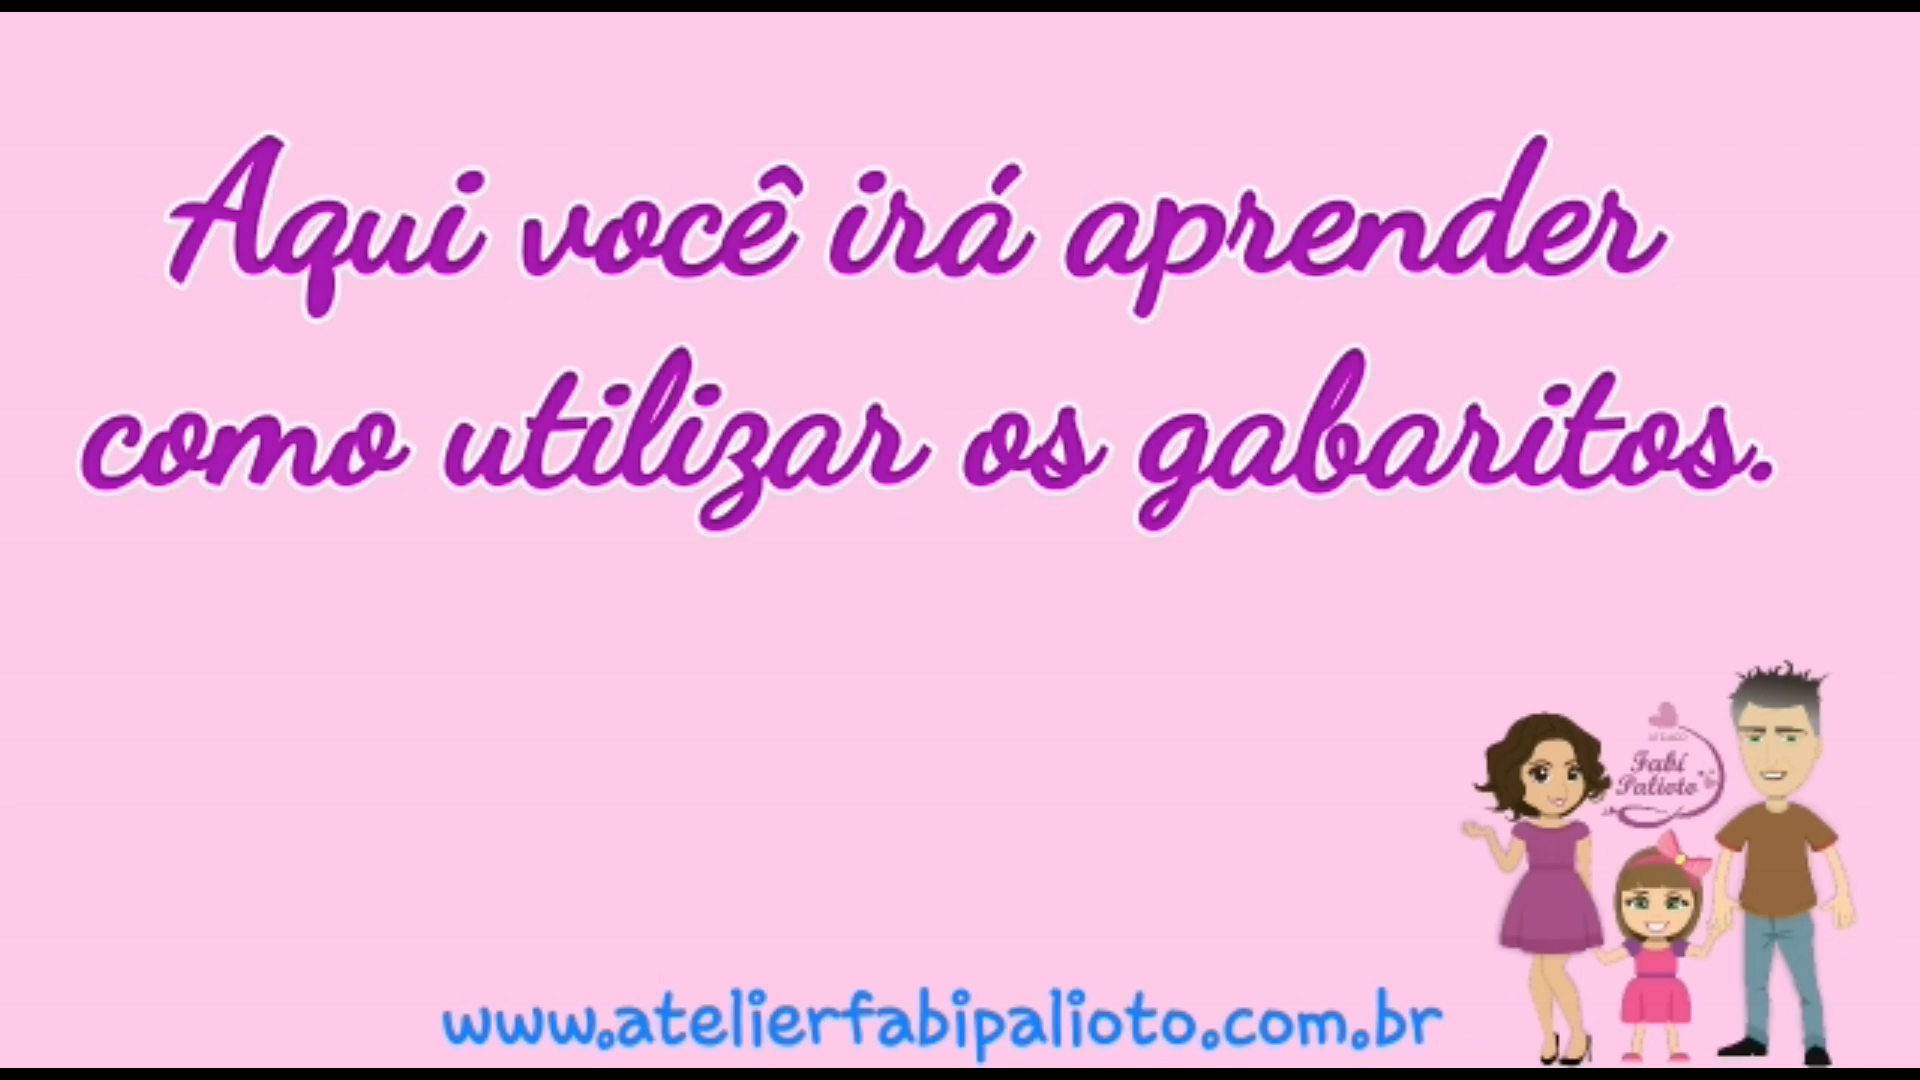 Aqui você irá aprender
como utilizar os gabaritos.
Fabi
Palioto
www.atelierfabipalioto.com.br